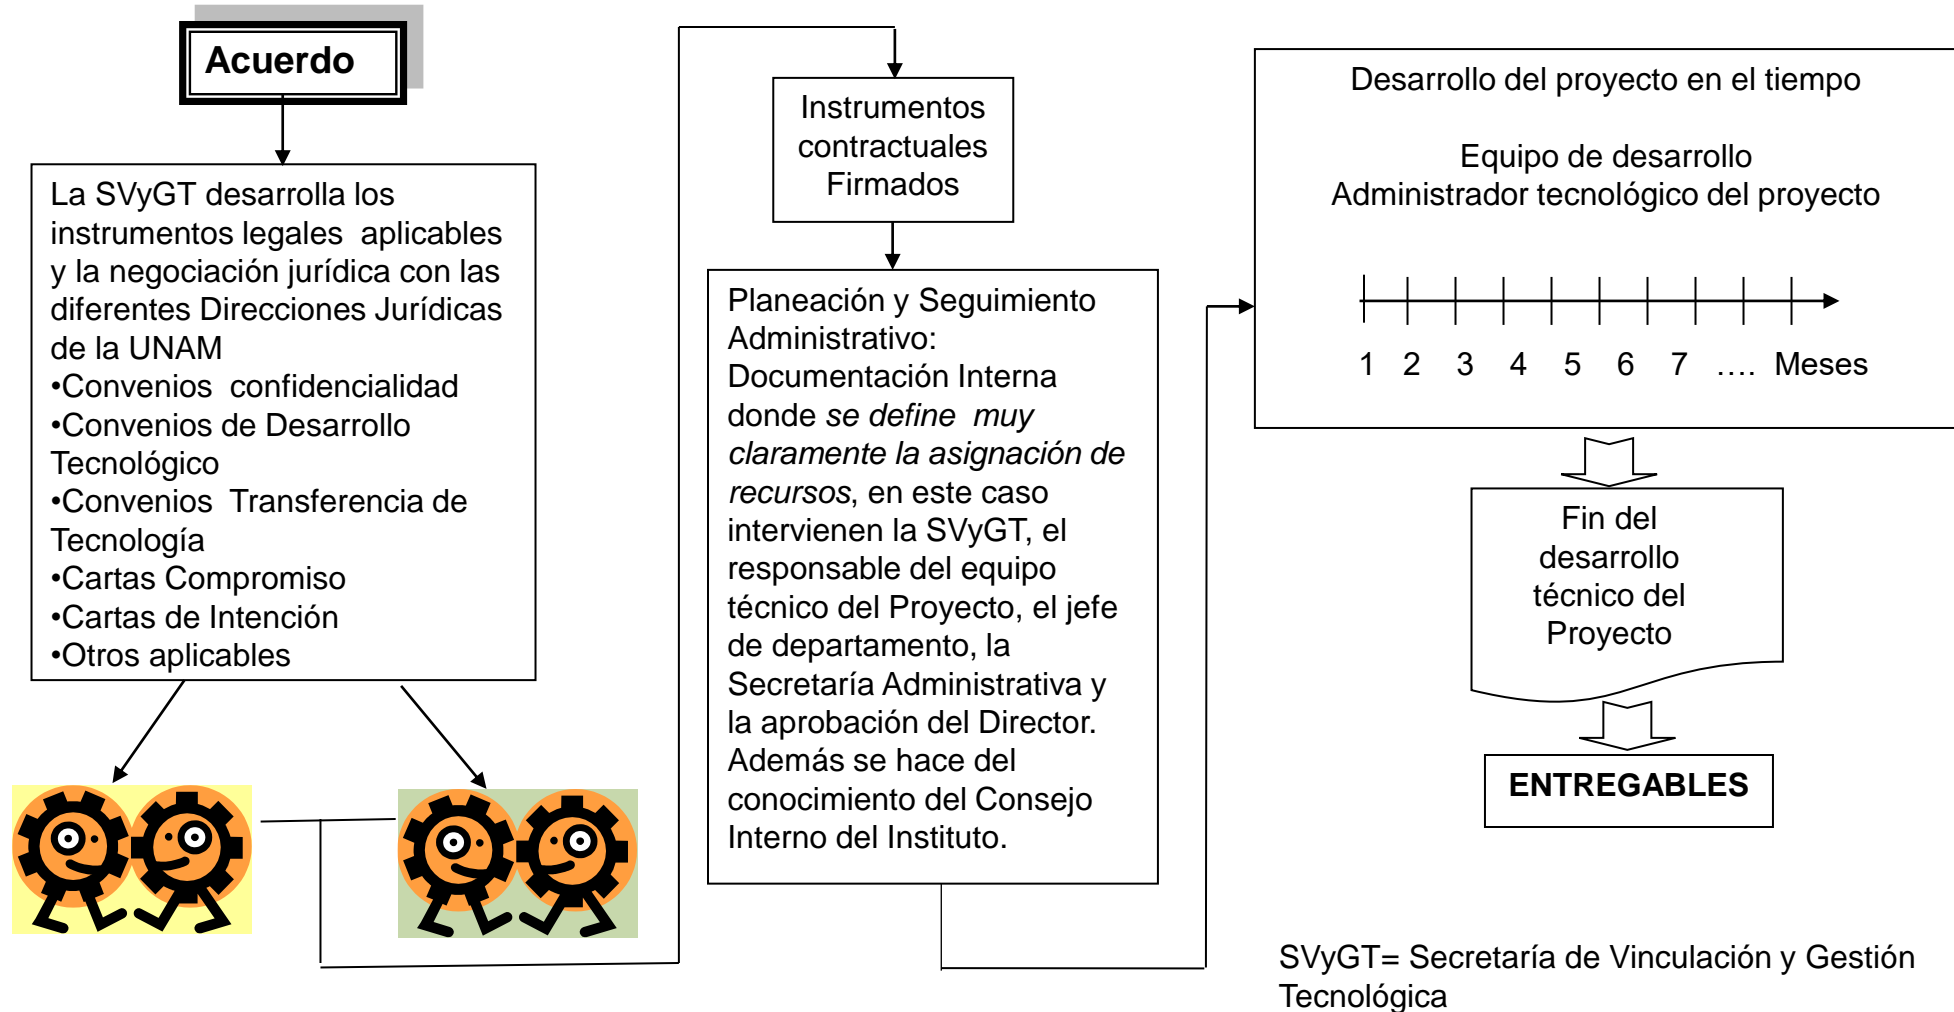 Acuerdo
La SVyGT desarrolla los
instrumentos legales aplicables
y la negociación jurídica con las
diferentes Direcciones Jurídicas
de la UNAM
•Convenios confidencialidad
•Convenios de Desarrollo
Tecnológico
•Convenios Transferencia de
Tecnología
•Cartas Compromiso
•Cartas de Intención
•Otros aplicables
Instrumentos
contractuales
Firmados
Planeación y Seguimiento
Administrativo:
Documentación Interna
donde se define muy
claramente la asignación de
recursos, en este caso
intervienen la SVyGT, el
responsable del equipo
técnico del Proyecto, el jefe
de departamento, la
Secretaría Administrativa y
la aprobación del Director.
Además se hace del
conocimiento del Consejo
Interno del Instituto.
Desarrollo del proyecto en el tiempo
Equipo de desarrollo
Administrador tecnológico del proyecto
1 2 3 4 5 6 7 …. Meses
Fin del
desarrollo
técnico del
Proyecto
ENTREGABLES
SVyGT= Secretaría de Vinculación y Gestión
Tecnológica